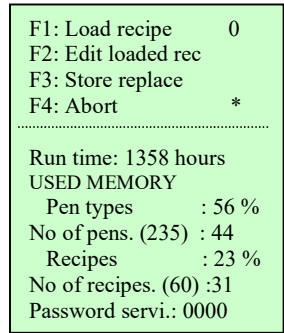 F1: Load recipe 0
F2: Edit loaded rec
F3: Store replace
F4: Abort *
Run time: 1358 hours
USED MEMORY
Pen types : 56 %
No of pens. (235) : 44
Recipes : 23 %
No of recipes. (60) :31
Password servi.: 0000